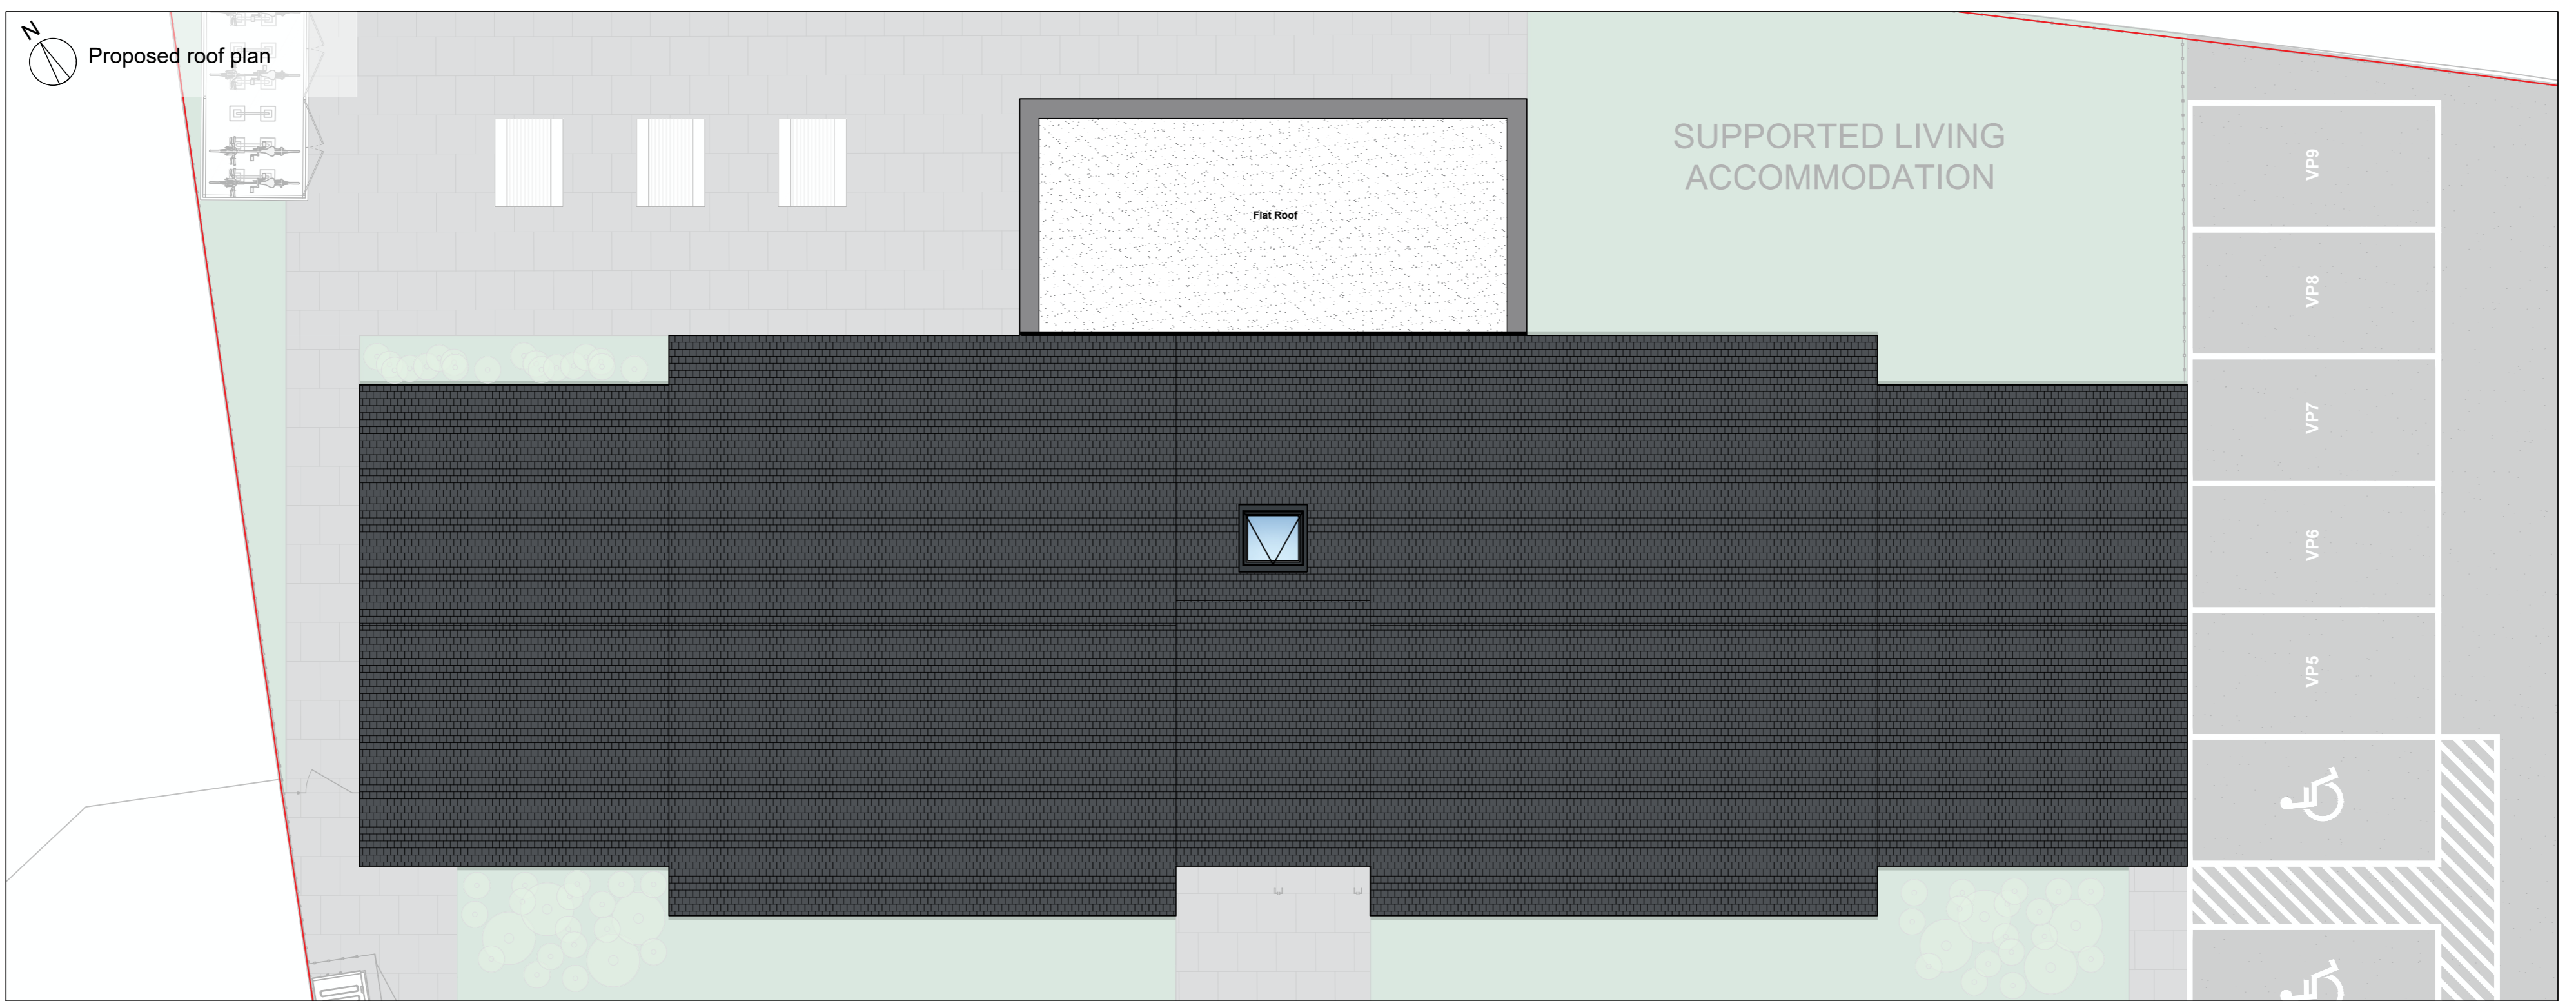 N
Proposed roof plan
SUPPORTED LIVING
ACCOMMODATION
Flat Roof
VP9
VP8
VP7
VP6
VP5